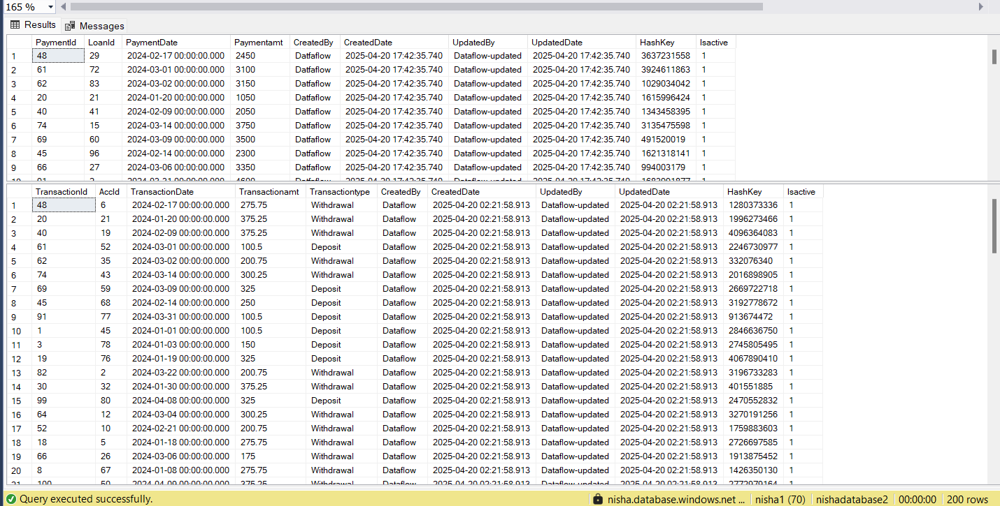 165 %
Results Messages
PaymentId LoanId PaymentDate Paymentamt CreatedBy CreatedDate UpdatedBy UpdatedDate HashKey Isactive
1 48 29 2024-02-17 00:00:00.000 2450 Datfaflow 2025-04-20 17:42:35.740 Dataflow-updated 2025-04-20 17:42:35.740 3637231558 1
2 61 72 2024-03-01 00:00:00.000 3100 Datfaflow 2025-04-20 17:42:35.740 Dataflow-updated 2025-04-20 17:42:35.740 3924611863 1
3 62 83 2024-03-02 00:00:00.000 3150 Datfaflow 2025-04-20 17:42:35.740 Dataflow-updated 2025-04-20 17:42:35.740 1029034042 1
4 20 21 2024-01-20 00:00:00.000 1050 Datfaflow 2025-04-20 17:42:35.740 Dataflow-updated 2025-04-20 17:42:35.740 1615996424 1
5 40 41 2024-02-09 00:00:00.000 2050 Datfaflow 2025-04-20 17:42:35.740 Dataflow-updated 2025-04-20 17:42:35.740 1343458395 1
6 74 15 2024-03-14 00:00:00.000 3750 Datfaflow 2025-04-20 17:42:35.740 Dataflow-updated 2025-04-20 17:42:35.740 3135475598 1
7 69 60 2024-03-09 00:00:00.000 3500 Datfaflow 2025-04-20 17:42:35.740 Dataflow-updated 2025-04-20 17:42:35.740 491520019 1
8 45 96 2024-02-14 00:00:00.000 2300 Datfaflow 2025-04-20 17:42:35.740 Dataflow-updated 2025-04-20 17:42:35.740 1621318141 1
9 66 27 2024-03-06 00:00:00.000 3350 Datfaflow 2025-04-20 17:42:35.740 Dataflow-updated 2025-04-20 17:42:35.740 994003179 1
TransactionId AccId TransactionDate Transactionamt Transactiontype CreatedBy CreatedDate UpdatedBy UpdatedDate HashKey Isactive
1 48 6 2024-02-17 00:00:00.000 275.75 Withdrawal Dataflow 2025-04-20 02:21:58.913 Dataflow-updated 2025-04-20 02:21:58.913 1280373336 1
2 20 21 2024-01-20 00:00:00.000 375.25 Withdrawal Dataflow 2025-04-20 02:21:58.913 Dataflow-updated 2025-04-20 02:21:58.913 1996273466 1
3 40 19 2024-02-09 00:00:00.000 375.25 Withdrawal Dataflow 2025-04-20 02:21:58.913 Dataflow-updated 2025-04-20 02:21:58.913 4096364083 1
4 61 52 2024-03-01 00:00:00.000 100.5 Deposit Dataflow 2025-04-20 02:21:58.913 Dataflow-updated 2025-04-20 02:21:58.913 2246730977 1
5 62 35 2024-03-02 00:00:00.000 200.75 Withdrawal Dataflow 2025-04-20 02:21:58.913 Dataflow-updated 2025-04-20 02:21:58.913 332076340 1
6 74 43 2024-03-14 00:00:00.000 300.25 Withdrawal Dataflow 2025-04-20 02:21:58.913 Dataflow-updated 2025-04-20 02:21:58.913 2016898905 1
7 69 59 2024-03-09 00:00:00.000 325 Deposit Dataflow 2025-04-20 02:21:58.913 Dataflow-updated 2025-04-20 02:21:58.913 2669722718 1
8 45 68 2024-02-14 00:00:00.000 250 Deposit Dataflow 2025-04-20 02:21:58.913 Dataflow-updated 2025-04-20 02:21:58.913 3192778672 1
9 91 77 2024-03-31 00:00:00.000 100.5 Deposit Dataflow 2025-04-20 02:21:58.913 Dataflow-updated 2025-04-20 02:21:58.913 913674472 1
10 1 45 2024-01-01 00:00:00.000 100.5 Deposit Dataflow 2025-04-20 02:21:58.913 Dataflow-updated 2025-04-20 02:21:58.913 2846636750 1
11 3 78 2024-01-03 00:00:00.000 150 Deposit Dataflow 2025-04-20 02:21:58.913 Dataflow-updated 2025-04-20 02:21:58.913 2745805495 1
12 19 76 2024-01-19 00:00:00.000 325 Deposit Dataflow 2025-04-20 02:21:58.913 Dataflow-updated 2025-04-20 02:21:58.913 4067890410 1
13 82 2 2024-03-22 00:00:00.000 200.75 Withdrawal Dataflow 2025-04-20 02:21:58.913 Dataflow-updated 2025-04-20 02:21:58.913 3196733283 1
14 30 32 2024-01-30 00:00:00.000 375.25 Withdrawal Dataflow 2025-04-20 02:21:58.913 Dataflow-updated 2025-04-20 02:21:58.913 401551885 1
15 99 80 2024-04-08 00:00:00.000 325 Deposit Dataflow 2025-04-20 02:21:58.913 Dataflow-updated 2025-04-20 02:21:58.913 2470552832 1
16 64 12 2024-03-04 00:00:00.000 300.25 Withdrawal Dataflow 2025-04-20 02:21:58.913 Dataflow-updated 2025-04-20 02:21:58.913 3270191256 1
17 52 10 2024-02-21 00:00:00.000 200.75 Withdrawal Dataflow 2025-04-20 02:21:58.913 Dataflow-updated 2025-04-20 02:21:58.913 1759883603 1
18 18 5 2024-01-18 00:00:00.000 275.75 Withdrawal Dataflow 2025-04-20 02:21:58.913 Dataflow-updated 2025-04-20 02:21:58.913 2726697585 1
19 66 26 2024-03-06 00:00:00.000 175 Withdrawal Dataflow 2025-04-20 02:21:58.913 Dataflow-updated 2025-04-20 02:21:58.913 1913875452 1
20 8 67 2024-01-08 00:00:00.000 275.75 Withdrawal Dataflow 2025-04-20 02:21:58.913 Dataflow-updated 2025-04-20 02:21:58.913 1426350130 1
Query executed successfully. nisha.database.windows.net ... nisha1 (70) nishadatabase2 00:00:00 200 rows